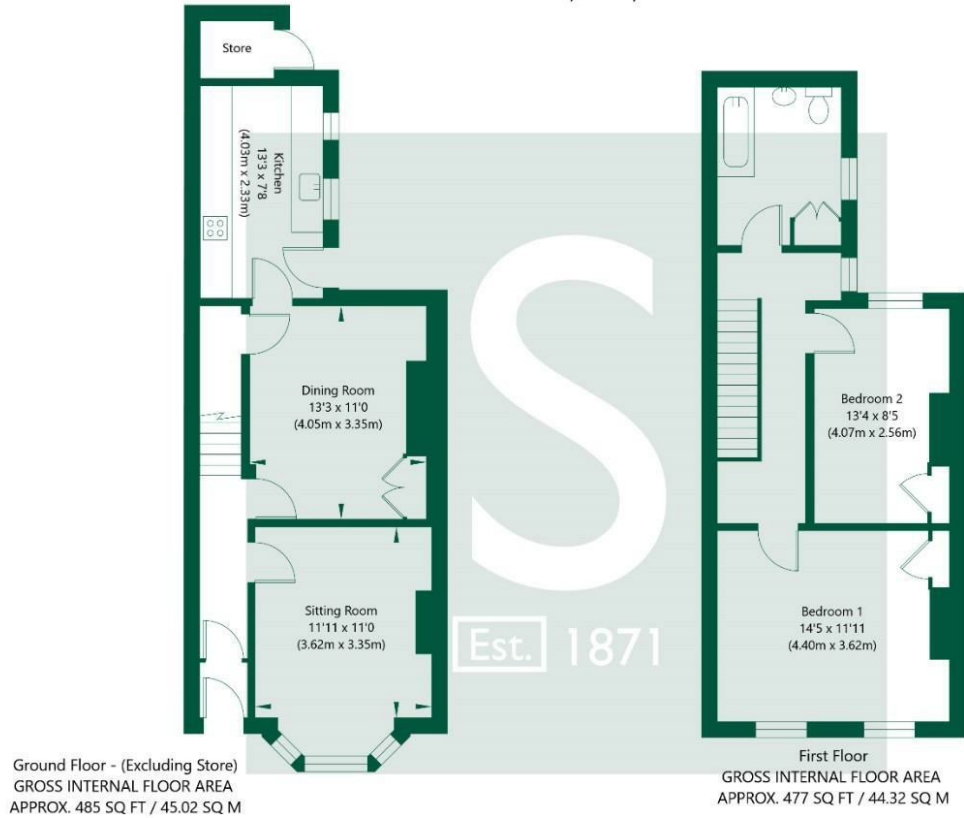 Store
Kitchen
13'3 x 7'8
(4.03m x 2.33m)
Dining Room
13'3 x 11'0
(4.05m x 3.35m)
Sitting Room
11'11 x 11'0
(3.62m x 3.35m)
Bedroom 2
13'4 x 8'5
(4.07m x 2.56m)
Bedroom 1
14'5 x 11'11
(4.40m x 3.62m)
S
Est. 1871
Ground Floor - (Excluding Store)
GROSS INTERNAL FLOOR AREA
APPROX. 485 SQ FT / 45.02 SQ M
First Floor
GROSS INTERNAL FLOOR AREA
APPROX. 477 SQ FT / 44.32 SQ M